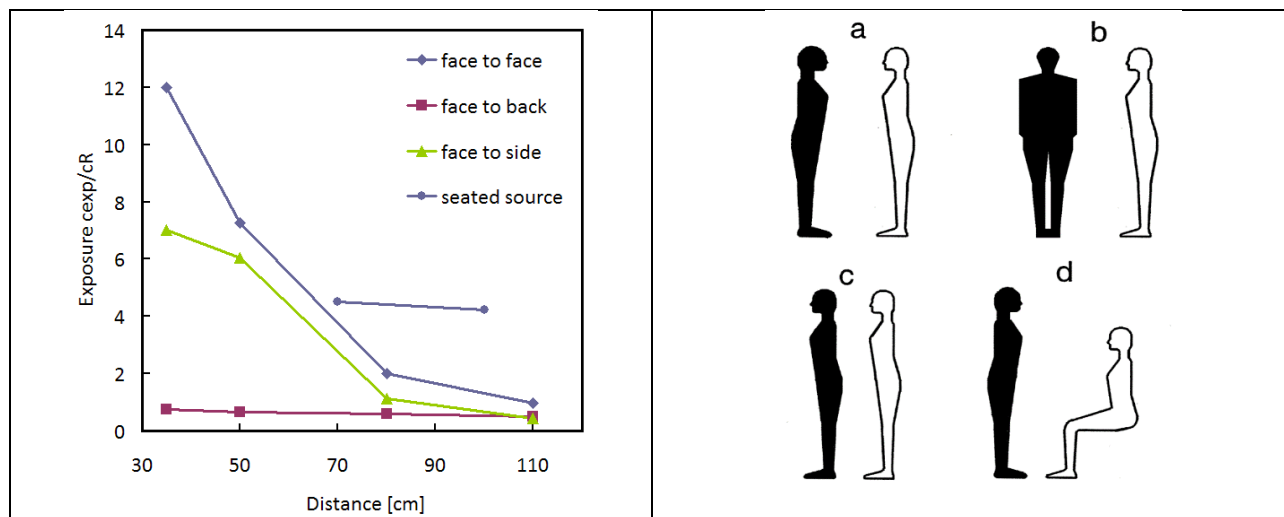 14
12
10
8
6
4
2
0
Exposure cexp/cR
face to face
face to back
face to side
seated source
30 50 70 90 110
Distance [cm]
a b
c d